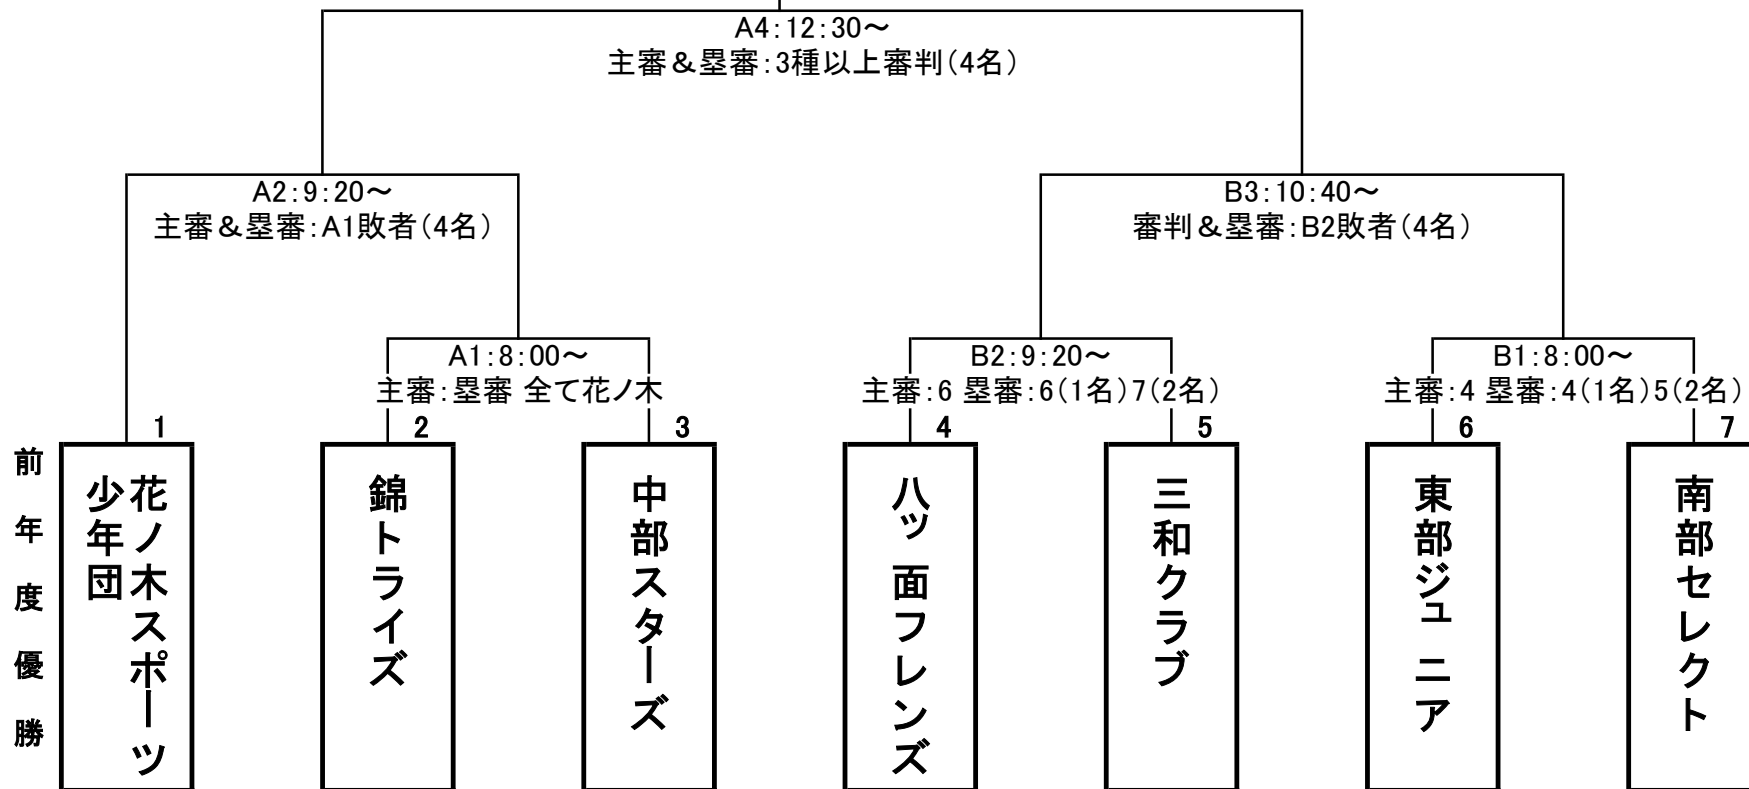 A4:12:30～
主審＆塁審:3種以上審判(4名)
A2:9:20～
主審＆塁審:A1敗者(4名)
B3:10:40～
審判＆塁審:B2敗者(4名)
A1:8:00～
主審:塁審 全て花ノ木
B2:9:20～
主審:6 塁審:6(1名)7(2名)
B1:8:00～
主審:4 塁審:4(1名)5(2名)
1
2
3
4
5
6
7
前年度優勝
花ノ木スポーツ
少年団
錦トライズ
中部スターズ
八ッ面フレンズ
三和クラブ
東部ジュニア
南部セレクト